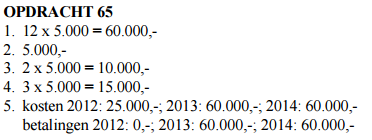 OPDRACHT 65
1. 12 x 5.000 = 60.000,-
2. 5.000,-
3. 2 x 5.000 = 10.000,-
4. 3 x 5.000 = 15.000,-
5. kosten 2012: 25.000,-; 2013: 60.000,-; 2014: 60.000,-
betalingen 2012: 0,-; 2013: 60.000,-; 2014: 60.000,-